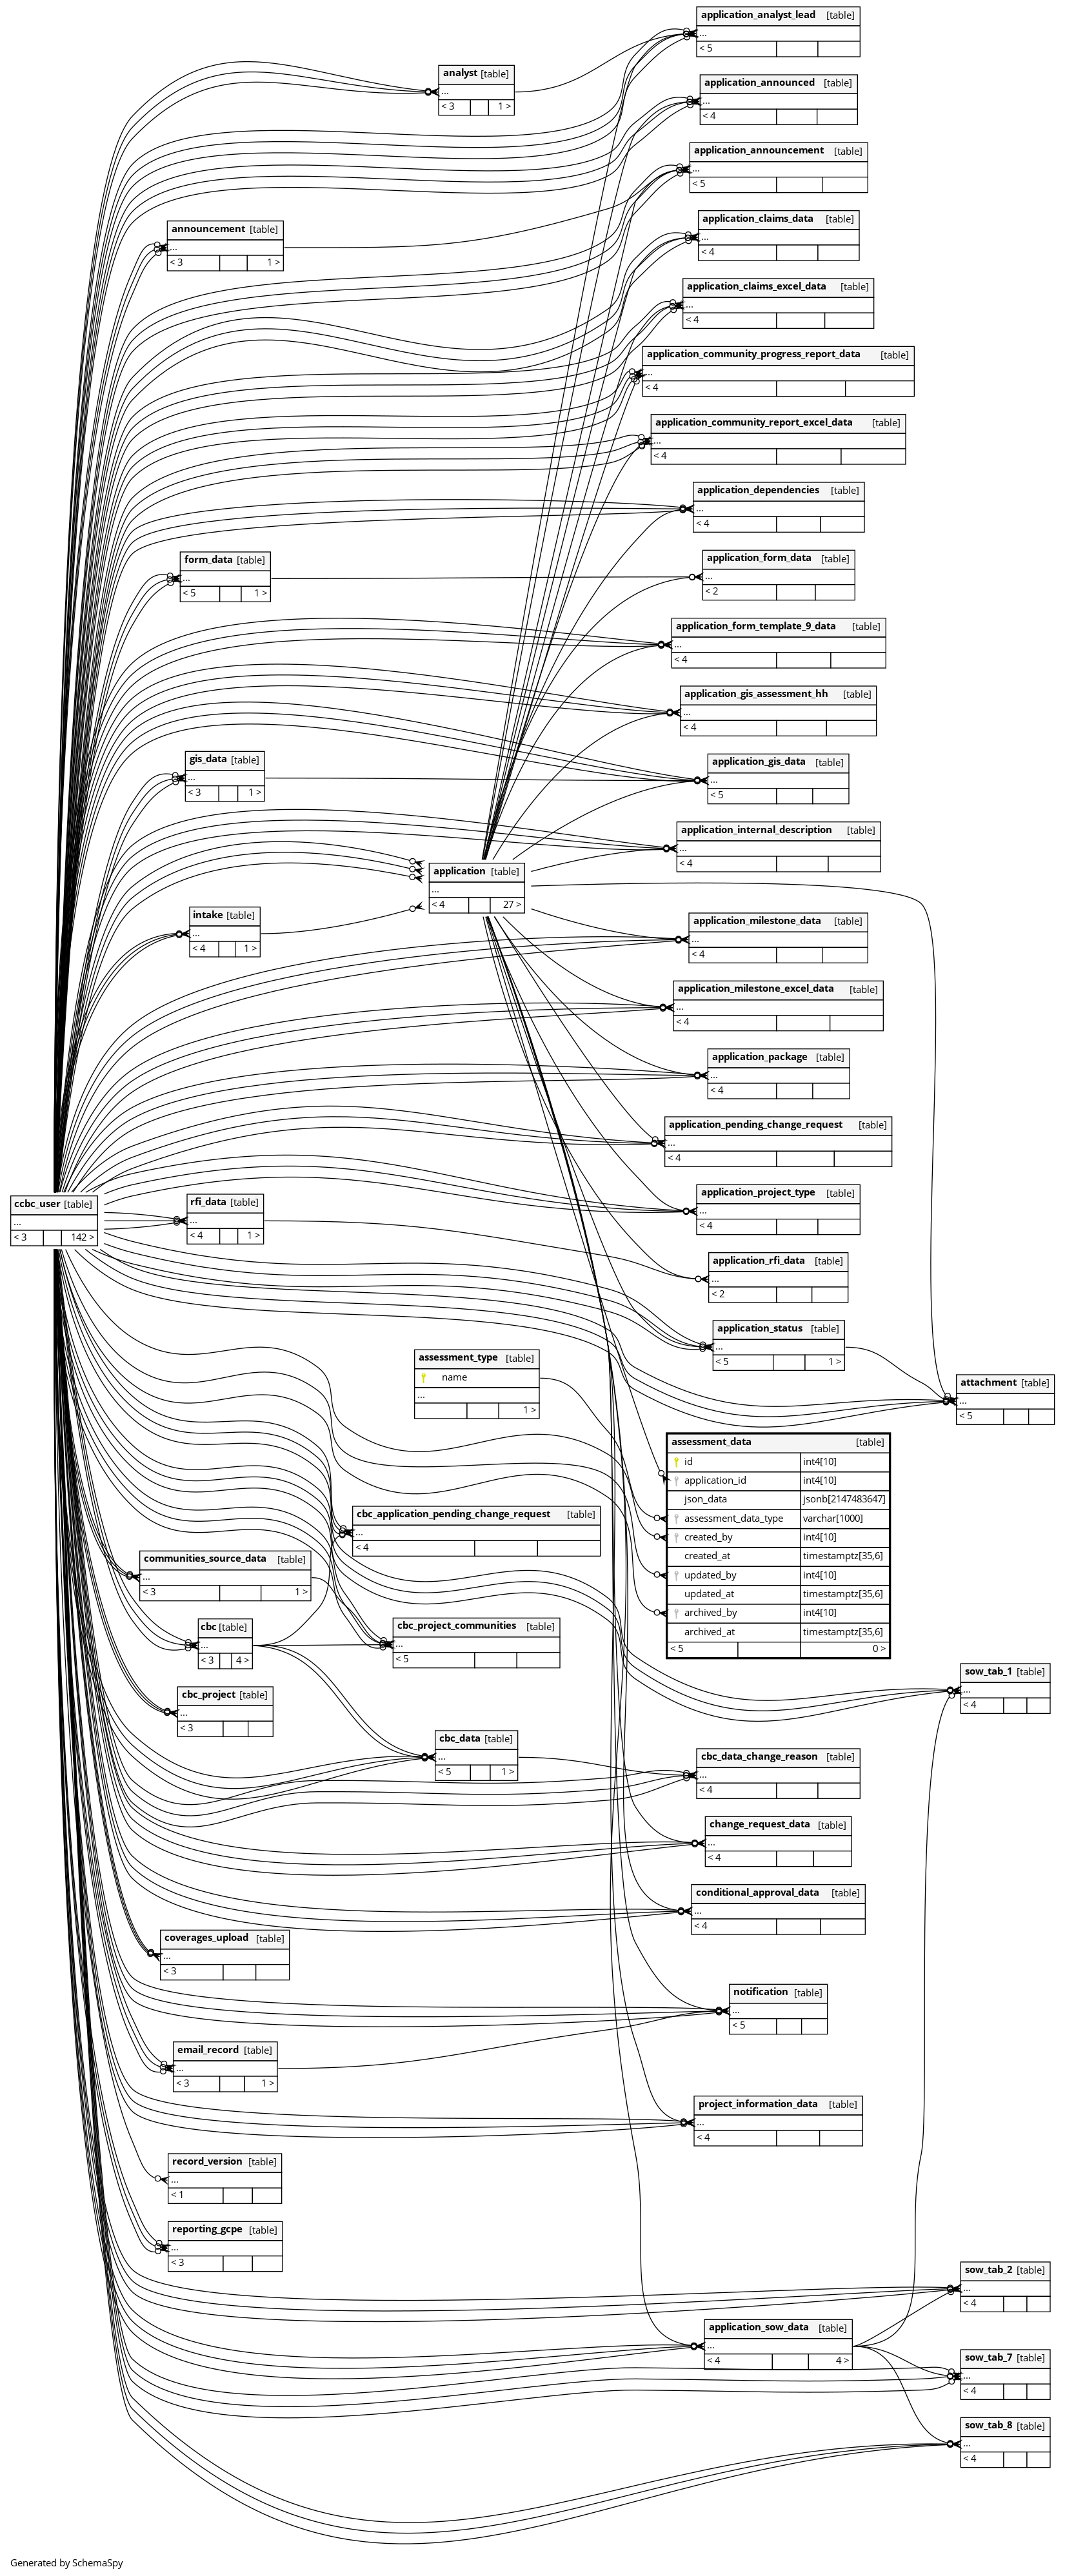 application_analyst_lead [table]
...
< 5
analyst [table]
...
< 3 1 >
application_announced [table]
...
< 4
application_announcement [table]
...
< 5
application_claims_data [table]
...
< 4
announcement [table]
...
< 3 1 >
application_claims_excel_data [table]
...
< 4
application_community_progress_report_data [table]
...
< 4
application_community_report_excel_data [table]
...
< 4
application_dependencies [table]
...
< 4
form_data [table]
...
< 5 1 >
application_form_data [table]
...
< 2
application_form_template_9_data [table]
...
< 4
application_gis_assessment_hh [table]
...
< 4
gis_data [table]
...
< 3 1 >
application_gis_data [table]
...
< 5
application_internal_description [table]
...
< 4
application [table]
...
< 4 27 >
intake [table]
...
< 4 1 >
application_milestone_data [table]
...
< 4
application_milestone_excel_data [table]
...
< 4
application_package [table]
...
< 4
application_pending_change_request [table]
...
< 4
ccbc_user [table]
...
< 3 142 >
rfi_data [table]
...
< 4 1 >
application_project_type [table]
...
< 4
application_rfi_data [table]
...
< 2
application_status [table]
...
< 5 1 >
assessment_type [table]
name
...
1 >
attachment [table]
...
< 5
assessment_data [table]
id int4[10]
application_id int4[10]
json_data jsonb[2147483647]
assessment_data_type varchar[1000]
created_by int4[10]
created_at timestamptz[35,6]
updated_by int4[10]
updated_at timestamptz[35,6]
archived_by int4[10]
archived_at timestamptz[35,6]
< 5 0 >
cbc_application_pending_change_request [table]
...
< 4
communities_source_data [table]
...
< 3 1 >
cbc [table]
...
< 3 4 >
cbc_project_communities [table]
...
< 5
cbc_project [table]
...
< 3
sow_tab_1 [table]
...
< 4
cbc_data [table]
...
< 5 1 >
cbc_data_change_reason [table]
...
< 4
change_request_data [table]
...
< 4
conditional_approval_data [table]
...
< 4
coverages_upload [table]
...
< 3
notification [table]
...
< 5
email_record [table]
...
< 3 1 >
project_information_data [table]
...
< 4
record_version [table]
...
< 1
reporting_gcpe [table]
...
< 3
sow_tab_2 [table]
...
< 4
application_sow_data [table]
...
< 4 4 >
sow_tab_7 [table]
...
< 4
sow_tab_8 [table]
...
< 4
Generated by SchemaSpy